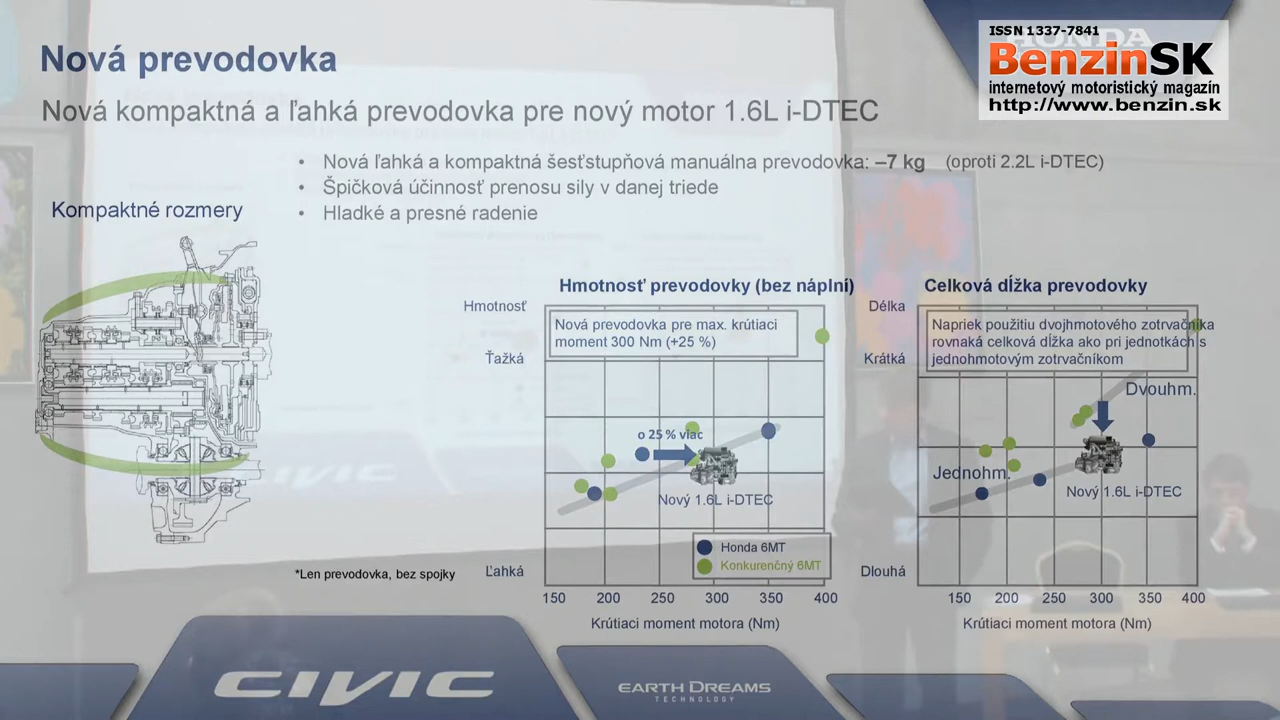 ISSN 1337-7841
HONDA
BenzinSK
internetový motoristický magazín
http://www.benzin.sk
Nová prevodovka
Nová kompaktná a ľahká prevodovka pre nový motor 1.6L i-DTEC
• Nová ľahká a kompaktná šesťstupňová manuálna prevodovka: –7 kg (oproti 2.2L i-DTEC)
• Špičková účinnosť prenosu sily v danej triede
• Hladké a presné radenie
Kompaktné rozmery
*Len prevodovka, bez spojky
Hmotnosť prevodovky (bez náplní)
Hmotnosť
Nová prevodovka pre max. krútiaci
moment 300 Nm (+25 %)
Ťažká
o 25 % viac
Nový 1.6L i-DTEC
Honda 6MT
Konkurenčný 6MT
Ľahká
150 200 250 300 350 400
Krútiaci moment motora (Nm)
Celková dĺžka prevodovky
Délka
Napriek použitiu dvojhmotového zotrvačníka
rovnaká celková dĺžka ako pri jednotkách s
jednohmotovým zotrvačníkom
Krátká
Dvouhm.
Jednohm.
Nový 1.6L i-DTEC
Dlouhá
150 200 250 300 350 400
Krútiaci moment motora (Nm)
CIVIC
CIVIC
EARTH DREAMS
TECHNOLOGY